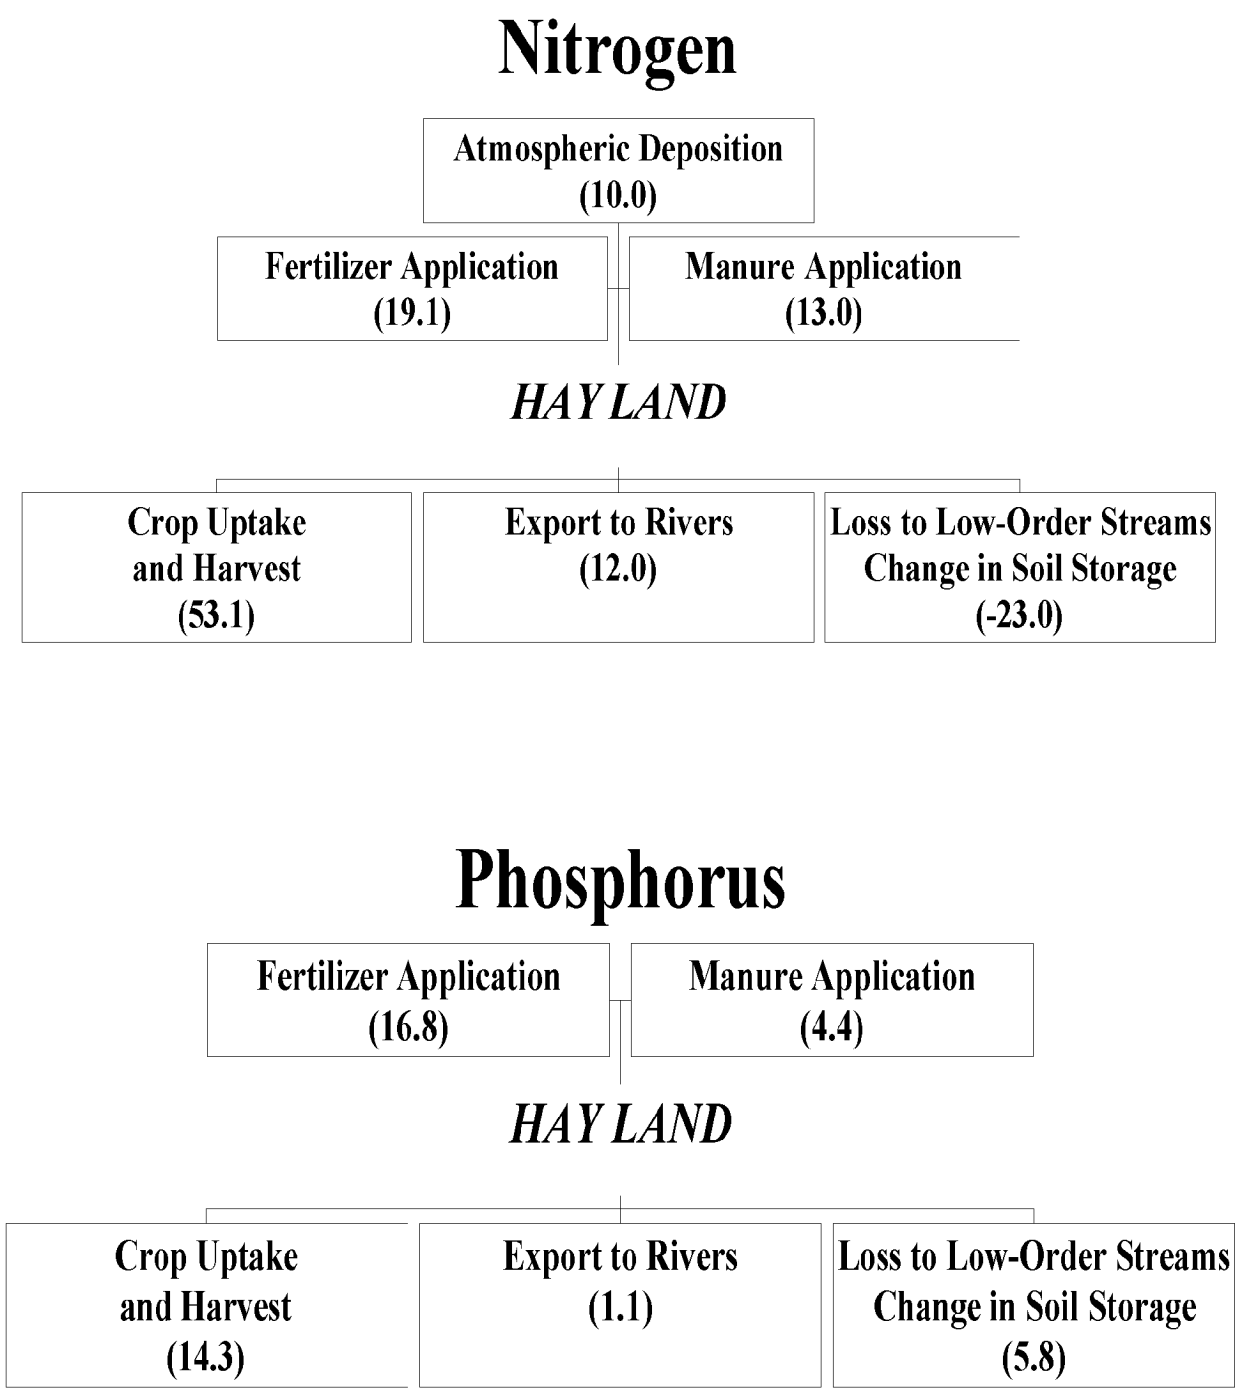 Nitrogen
Atmospheric Deposition
(10.0)
Fertilizer Application
(19.1)
Manure Application
(13.0)
HAY LAND
Crop Uptake
and Harvest
(53.1)
Export to Rivers
(12.0)
Loss to Low-Order Streams
Change in Soil Storage
(-23.0)
Phosphorus
Fertilizer Application
(16.8)
Manure Application
(4.4)
HAY LAND
Crop Uptake
and Harvest
(14.3)
Export to Rivers
(1.1)
Loss to Low-Order Streams
Change in Soil Storage
(5.8)